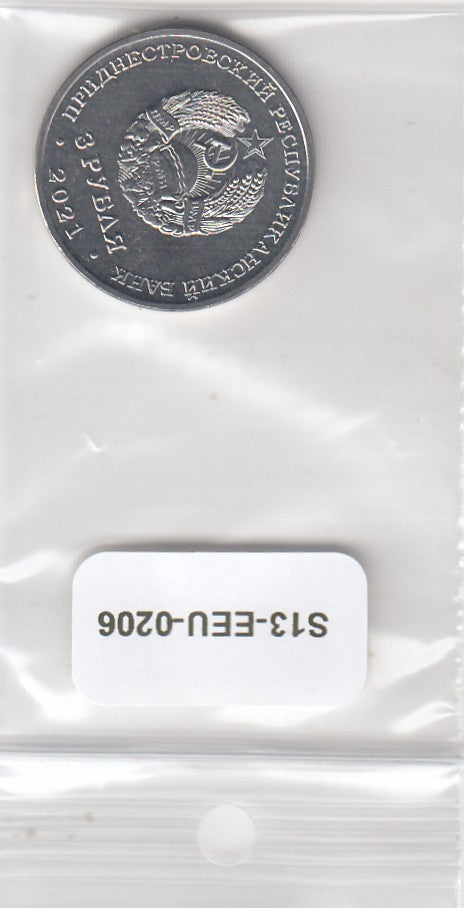 ПРИДНЕСТРОВСКИЙ РЕСПУБЛИКАНСКИЙ БАНК
3 РУБЛЯ
• 2021 •
S13-EEU-0206